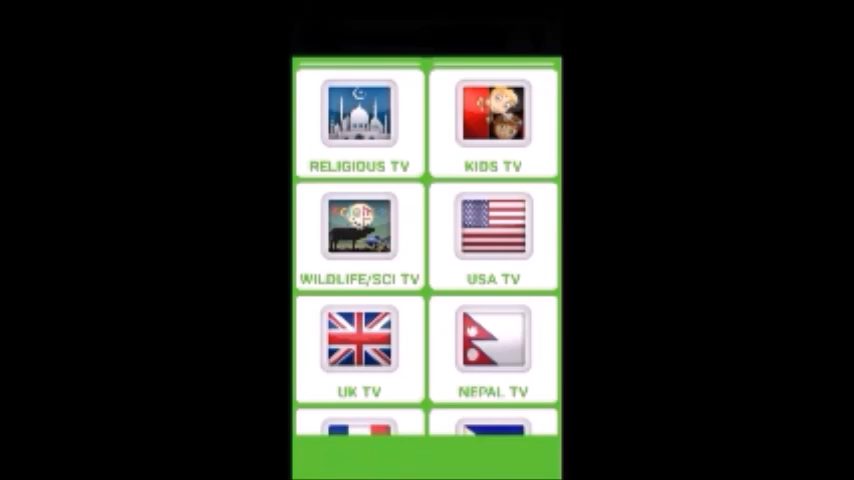 RELIGIOUS TV
KIDS TV
WILDLIFE/SCI TV
USA TV
UK TV
NEPAL TV